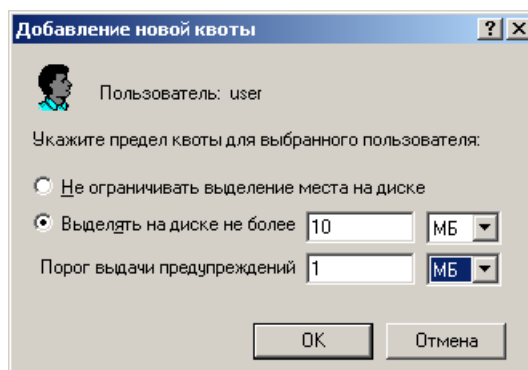 Добавление новой квоты
Пользователь: user
Укажите предел квоты для выбранного пользователя:
Не ограничивать выделение места на диске
Выделять на диске не более 10 МБ
Порог выдачи предупреждений 1 МБ
OK Отмена